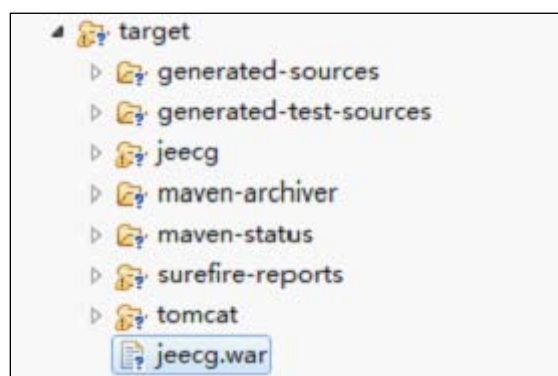 target
generated-sources
generated-test-sources
jeecg
maven-archiver
maven-status
surefire-reports
tomcat
jeecg.war